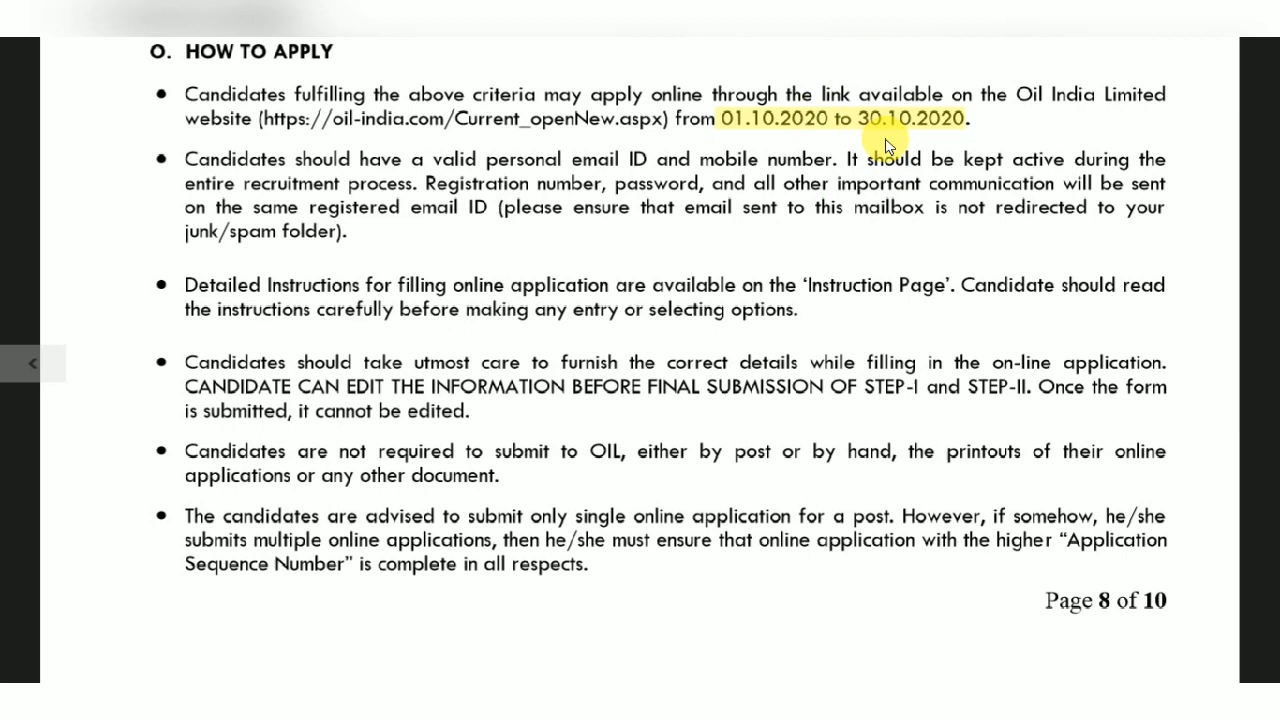 O. HOW TO APPLY
• Candidates fulfilling the above criteria may apply online through the link available on the Oil India Limited
website (https://oil-india.com/Current_openNew.aspx) from 01.10.2020 to 30.10.2020.
• Candidates should have a valid personal email ID and mobile number. It should be kept active during the
entire recruitment process. Registration number, password, and all other important communication will be sent
on the same registered email ID (please ensure that email sent to this mailbox is not redirected to your
junk/spam folder).
• Detailed Instructions for filling online application are available on the ‘Instruction Page’. Candidate should read
the instructions carefully before making any entry or selecting options.
• Candidates should take utmost care to furnish the correct details while filling in the on-line application.
CANDIDATE CAN EDIT THE INFORMATION BEFORE FINAL SUBMISSION OF STEP-I and STEP-II. Once the form
is submitted, it cannot be edited.
• Candidates are not required to submit to OIL, either by post or by hand, the printouts of their online
applications or any other document.
• The candidates are advised to submit only single online application for a post. However, if somehow, he/she
submits multiple online applications, then he/she must ensure that online application with the higher “Application
Sequence Number” is complete in all respects.
Page 8 of 10